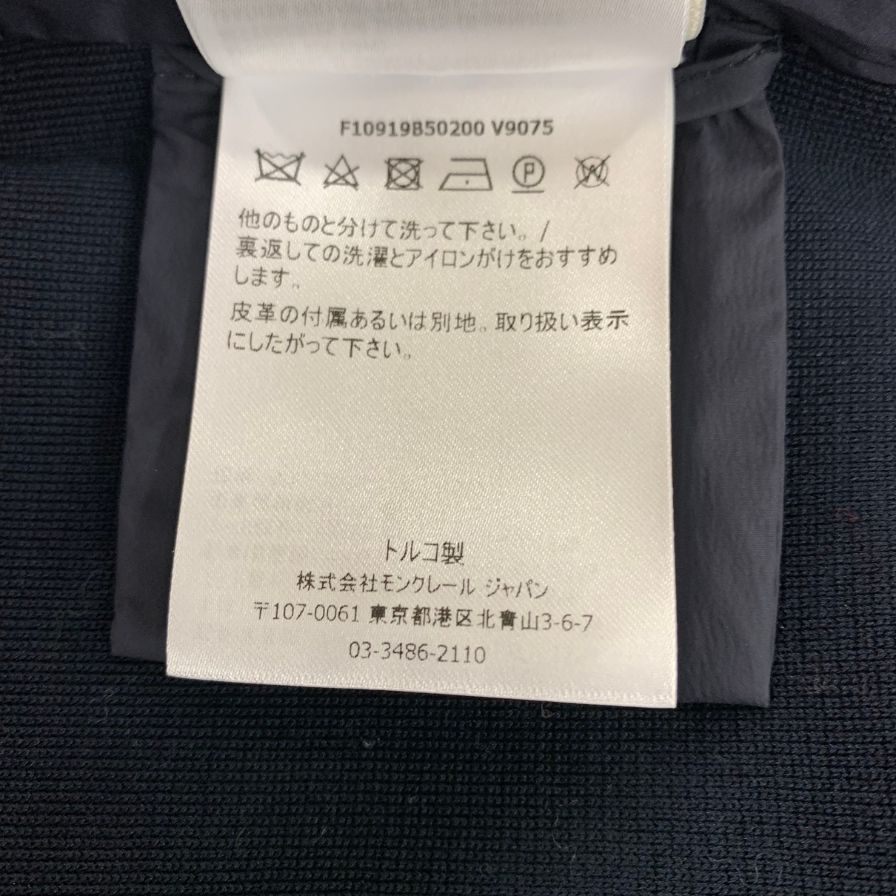 F10919B50200 V9075
P
W
他のものと分けて洗って下さい。/
裏返しての洗濯とアイロンがけをおすすめ
します。
皮革の付属あるいは別地。取り扱い表示
にしたがって下さい。
トルコ製
株式会社モンクレール ジャパン
〒107-0061 東京都港区北青山3-6-7
03-3486-2110